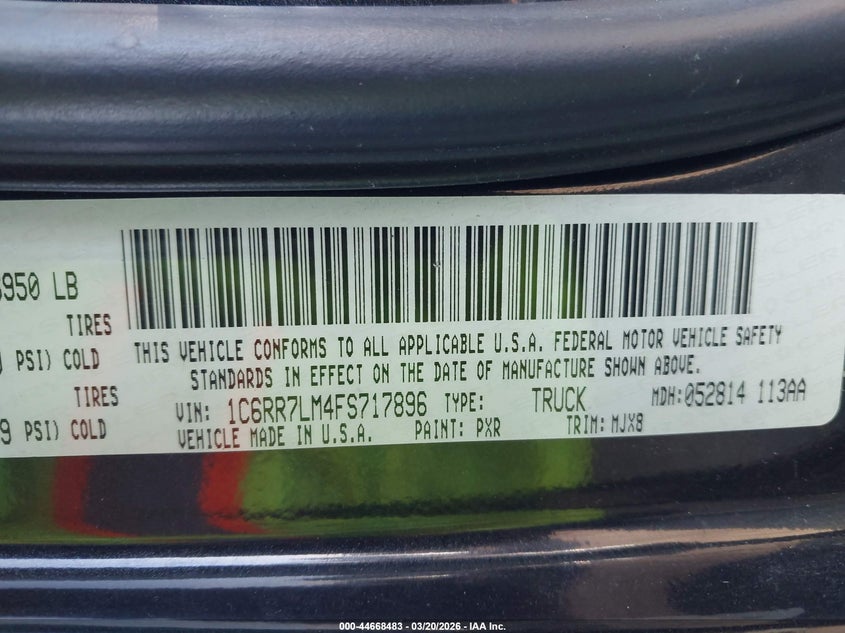 950 LB
TIRES
PSI) COLD
TIRES
9 PSI) COLD
THIS VEHICLE CONFORMS TO ALL APPLICABLE U.S.A. FEDERAL MOTOR VEHICLE SAFETY
STANDARDS IN EFFECT ON THE DATE OF MANUFACTURE SHOWN ABOVE.
VIN: 1C6RR7LM4FS717896 TYPE: TRUCK MDH: 052814 113AA
VEHICLE MADE IN U.S.A. PAINT: PXR TRIM: MJX8
000-44668483 - 03/20/2026 - IAA Inc.